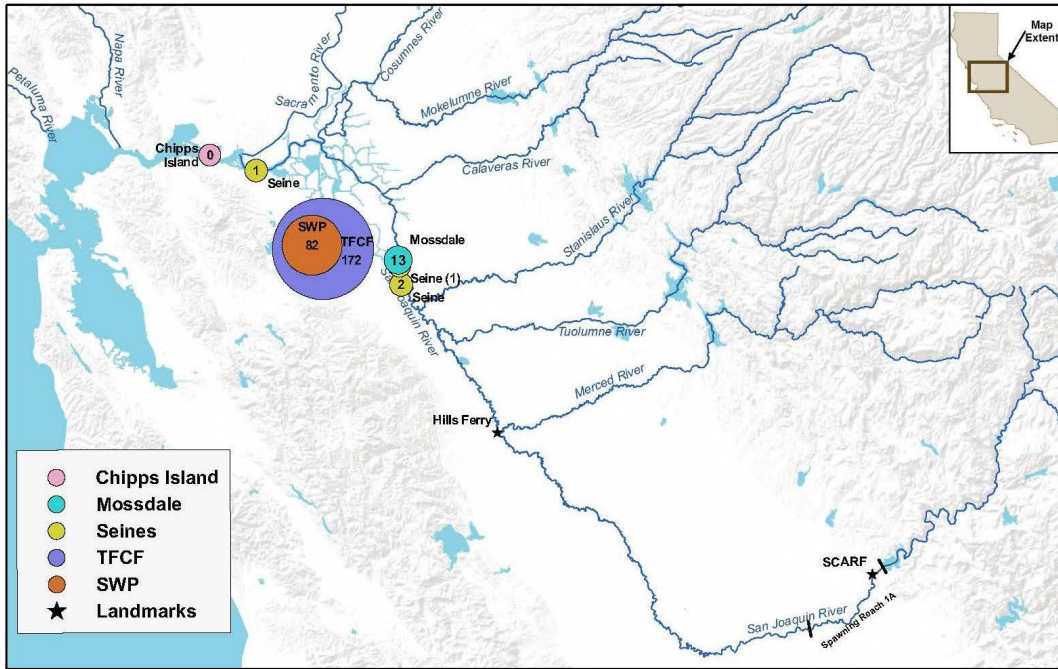 Map
Extent
Petaluma River
Napa River
Sacramento River
Cosumnes River
Mokelumne River
Chipps
Island
0
1
Seine
Calaveras River
SWP
82
TFCF
172
Mossdale
13
Seine (1)
2
Seine
San Joaquin River
Stanislaus River
Tuolumne River
Merced River
Hills Ferry
Chipps Island
Mossdale
Seines
TFCF
SWP
Landmarks
SCARF
San Joaquin River
Spawning Reach 1A